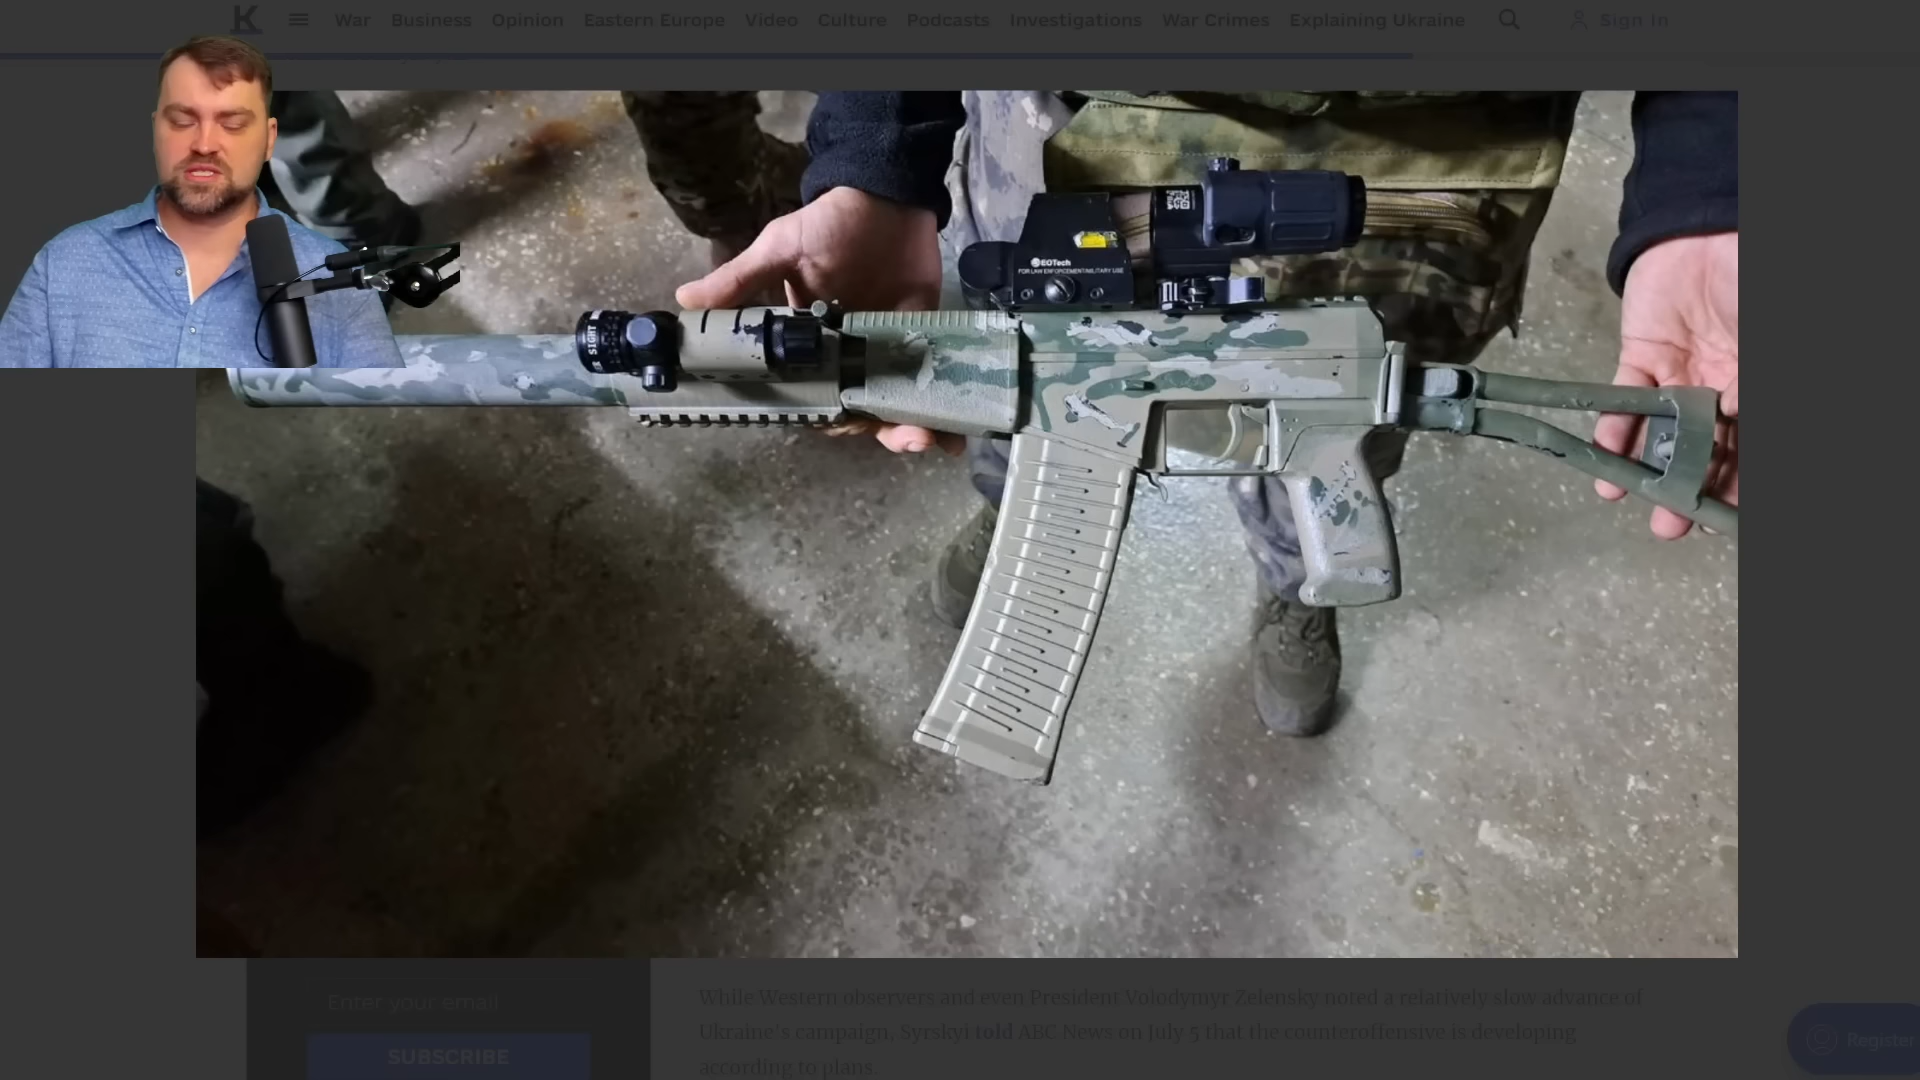 K War Business Opinion Eastern Europe Video Culture Podcasts Investigations War Crimes Explaining Ukraine Sign In
EOTech
FOR LAW ENFORCEMENT/MILITARY USE
SIGHT
Enter your email
SUBSCRIBE
While Western observers and even President Volodymyr Zelensky noted a relatively slow advance of
Ukraine's campaign, Syrskyi told ABC News on July 5 that the counteroffensive is developing
according to plans.
Register